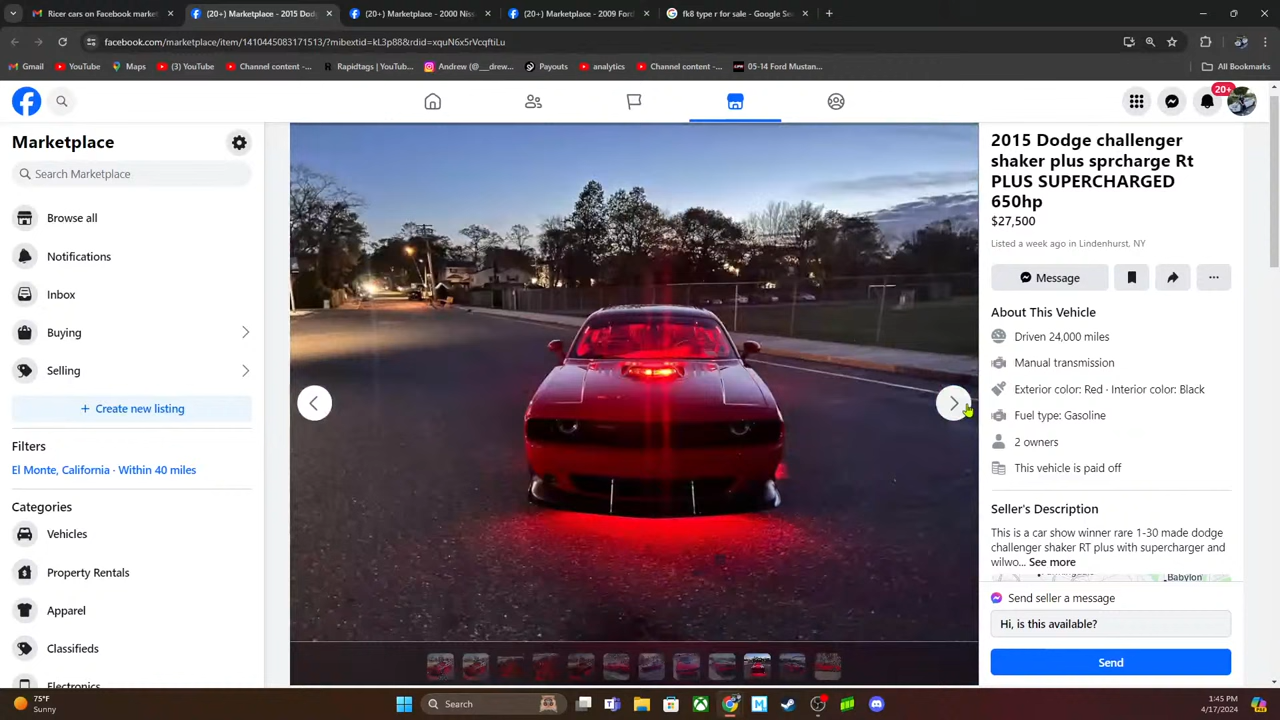 Ricer cars on Facebook market
(20+) Marketplace - 2015 Dodg
(20+) Marketplace - 2000 Niss
(20+) Marketplace - 2009 Ford
fk8 type r for sale - Google Se
facebook.com/marketplace/item/1410445083171513/?mibextid=kL3p88&rdid=xquN6x5rVcqftiLu
Gmail
YouTube
Maps
(3) YouTube
Channel content -...
Rapidtags | YouTub...
Andrew (@___drew...
Payouts
analytics
Channel content -...
05-14 Ford Mustan...
All Bookmarks
20+
Marketplace
Search Marketplace
Browse all
Notifications
Inbox
Buying
Selling
+ Create new listing
Filters
El Monte, California · Within 40 miles
Categories
Vehicles
Property Rentals
Apparel
Classifieds
Electronics
2015 Dodge challenger
shaker plus sprcharge Rt
PLUS SUPERCHARGED
650hp
$27,500
Listed a week ago in Lindenhurst, NY
Message
About This Vehicle
Driven 24,000 miles
Manual transmission
Exterior color: Red · Interior color: Black
Fuel type: Gasoline
2 owners
This vehicle is paid off
Seller's Description
This is a car show winner rare 1-30 made dodge
challenger shaker RT plus with supercharger and
wilwo... See more
Babylon
Send seller a message
Hi, is this available?
Send
75°F
Sunny
Search
1:45 PM
4/17/2024